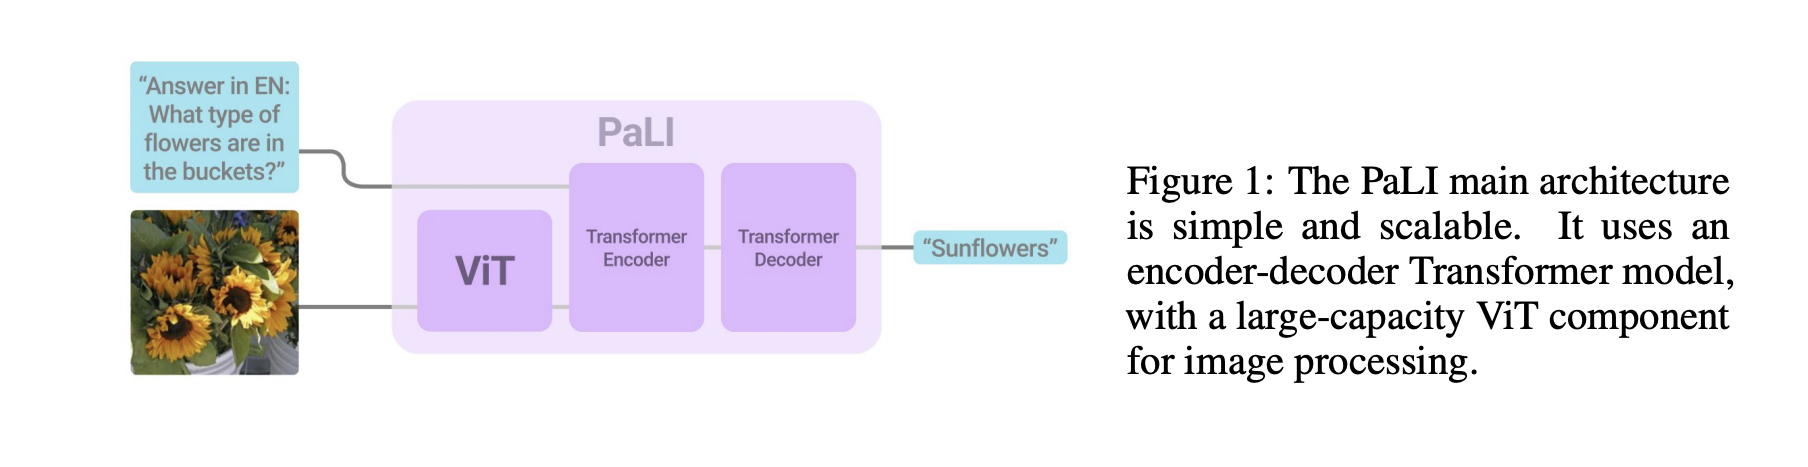 “Answer in EN:
What type of
flowers are in
the buckets?”
PaLI
ViT
Transformer
Encoder
Transformer
Decoder
“Sunflowers”
Figure 1: The PaLI main architecture
is simple and scalable. It uses an
encoder-decoder Transformer model,
with a large-capacity ViT component
for image processing.